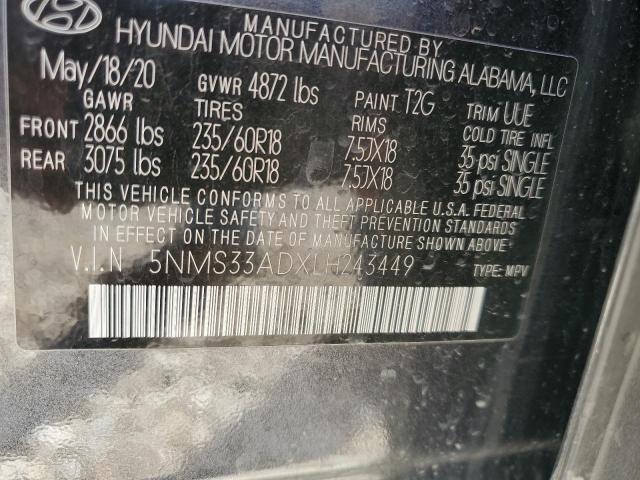 MANUFACTURED BY
HYUNDAI MOTOR MANUFACTURING ALABAMA, LLC
May/18/20 GVWR 4872 lbs PAINT T2G TRIM UUE
GAWR TIRES RIMS COLD TIRE INFL
FRONT 2866 lbs 235/60R18 7.5JX18 35 psi SINGLE
REAR 3075 lbs 235/60R18 7.5JX18 35 psi SINGLE
THIS VEHICLE CONFORMS TO ALL APPLICABLE U.S.A. FEDERAL
MOTOR VEHICLE SAFETY AND THEFT PREVENTION STANDARDS
IN EFFECT ON THE DATE OF MANUFACTURE SHOWN ABOVE.
V.I.N 5NMS33ADXLH243449 TYPE: MPV